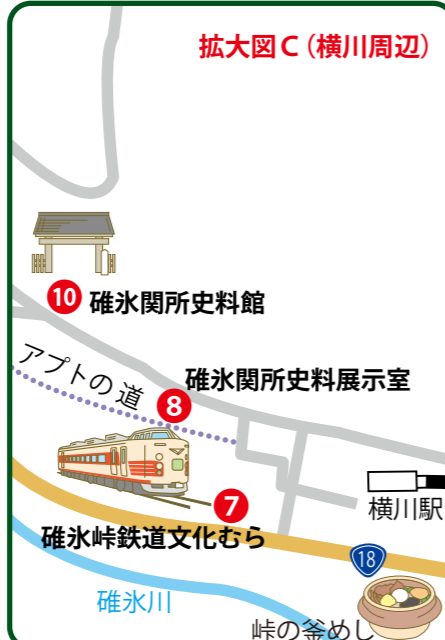 拡大図C（横川周辺）
10 碓氷関所史料館
アプトの道
碓氷関所史料展示室
8
横川駅
7
碓氷峠鉄道文化むら
18
碓氷川
峠の釜めし